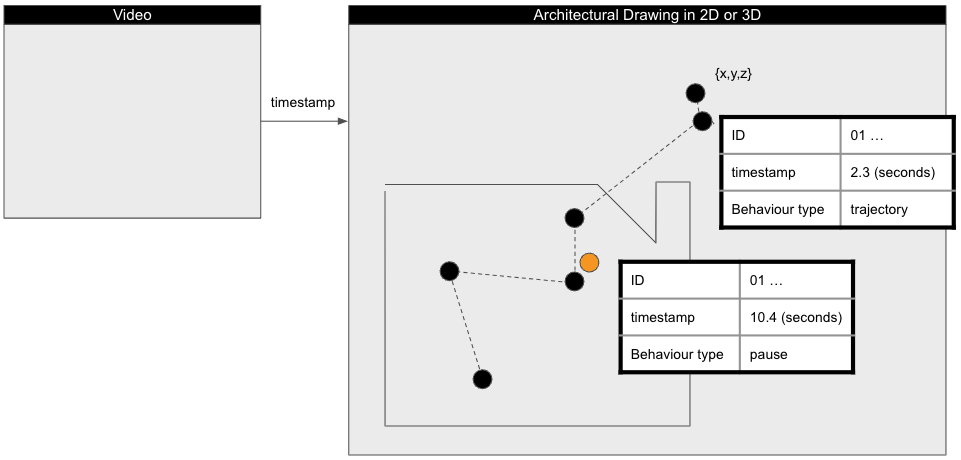 Video
Architectural Drawing in 2D or 3D
timestamp
{x,y,z}
ID 01 ...
timestamp 2.3 (seconds)
Behaviour type trajectory
ID 01 ...
timestamp 10.4 (seconds)
Behaviour type pause